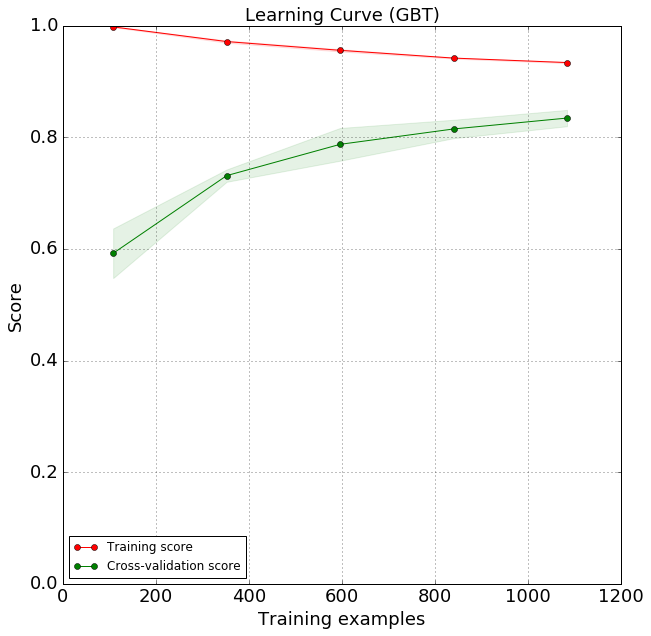 Learning Curve (GBT)
1.0
0.8
0.6
0.4
0.2
0.0
Score
Training score
Cross-validation score
0 200 400 600 800 1000 1200
Training examples